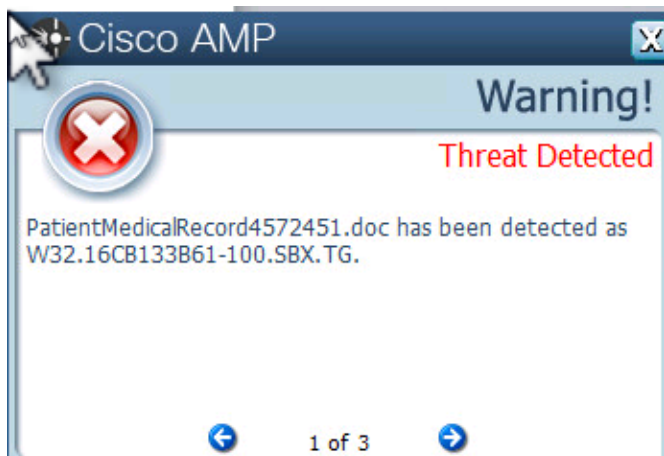 Cisco AMP
Warning!
Threat Detected
PatientMedicalRecord4572451.doc has been detected as
W32.16CB133B61-100.SBX.TG.
1 of 3